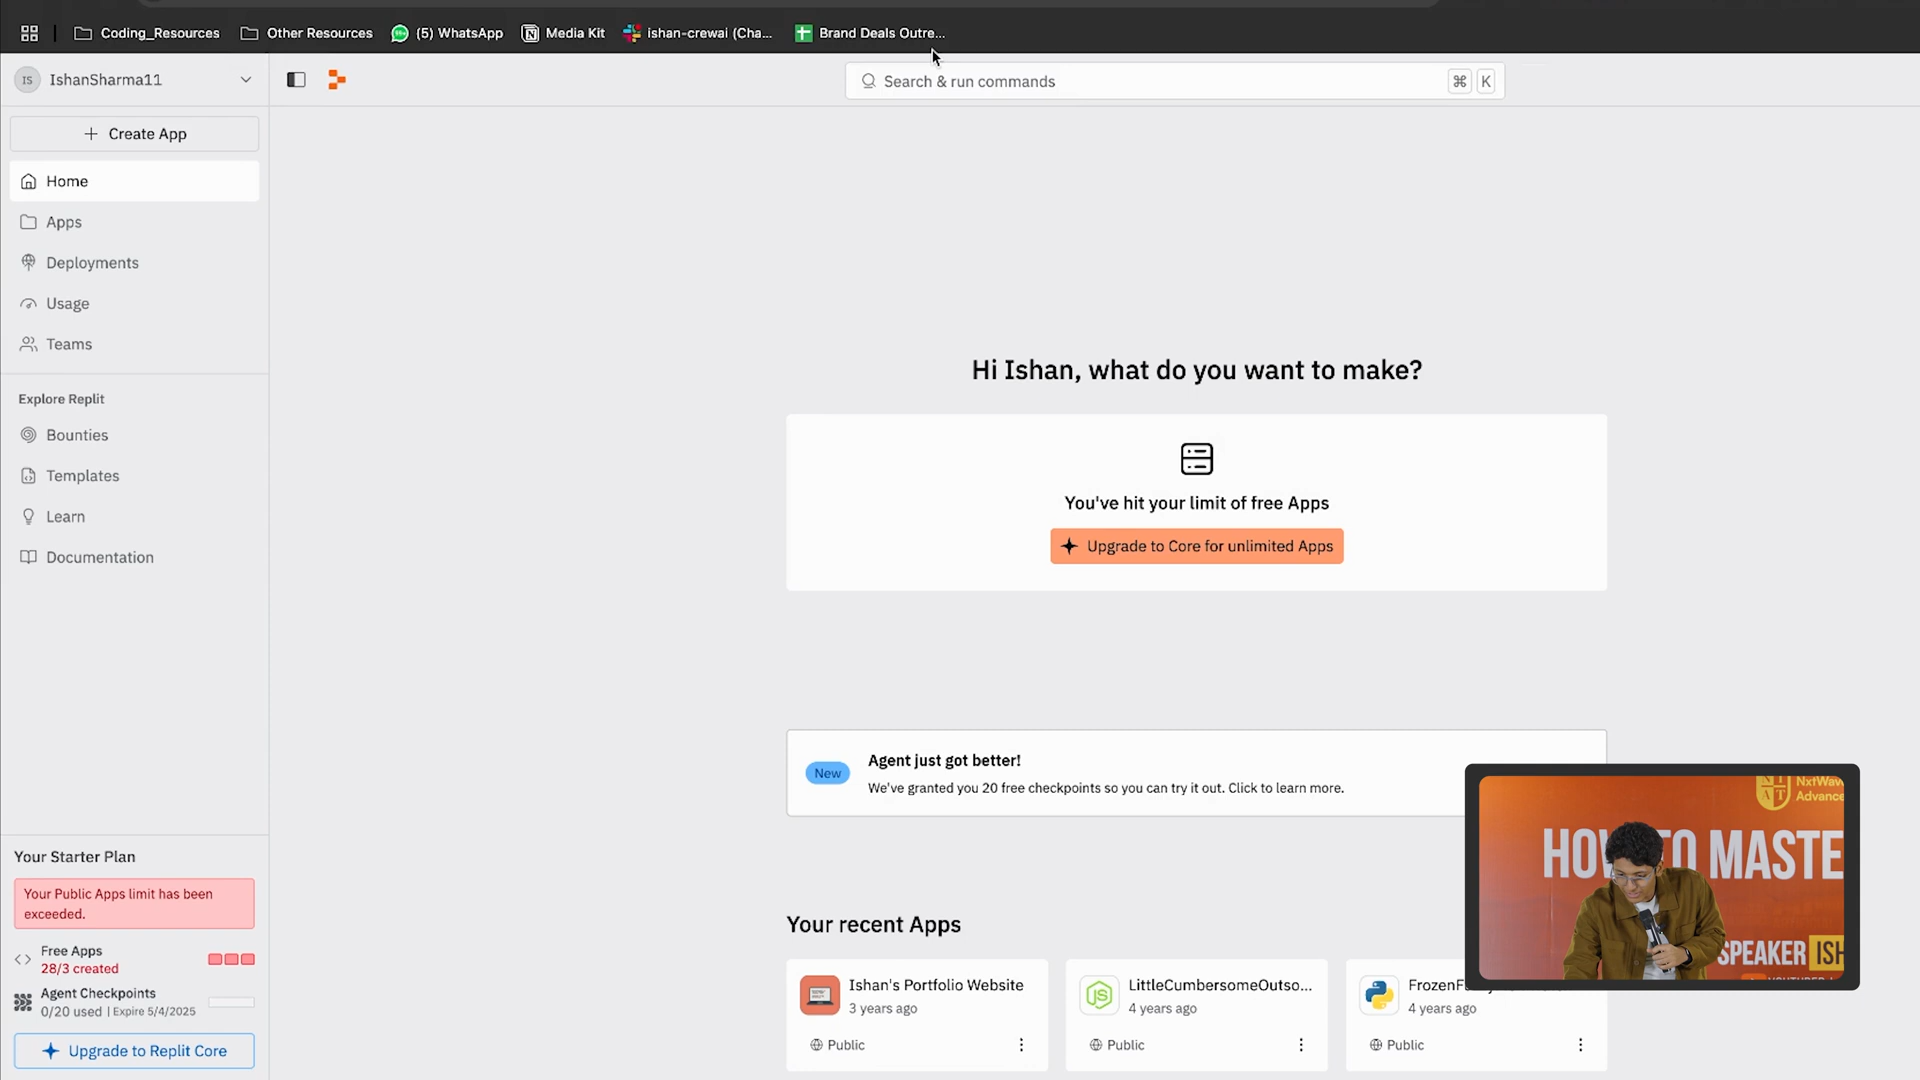 Coding_Resources
Other Resources
(5) WhatsApp
Media Kit
ishan-crewai (Cha...
Brand Deals Outre...
IS
IshanSharma11
Search & run commands
⌘ K
+ Create App
Home
Apps
Deployments
Usage
Teams
Explore Replit
Bounties
Templates
Learn
Documentation
Hi Ishan, what do you want to make?
You've hit your limit of free Apps
Upgrade to Core for unlimited Apps
New
Agent just got better!
We've granted you 20 free checkpoints so you can try it out. Click to learn more.
Your Starter Plan
Your Public Apps limit has been
exceeded.
Free Apps
28/3 created
Agent Checkpoints
0/20 used | Expire 5/4/2025
Upgrade to Replit Core
Your recent Apps
Ishan's Portfolio Website
3 years ago
Public
LittleCumbersomeOutso...
4 years ago
Public
4 years ago
Public
NIAT
NxtWave
Advance
HOW TO MASTE
SPEAKER ISH